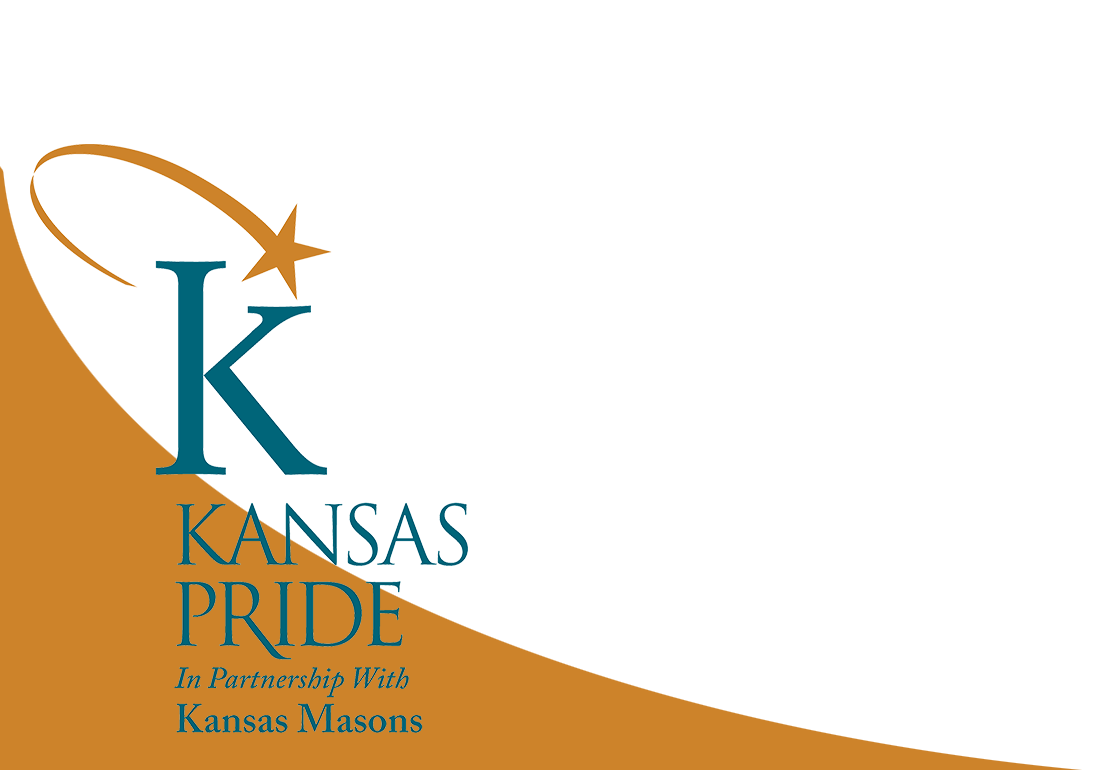 K
KANSAS
PRIDE
In Partnership With
Kansas Masons